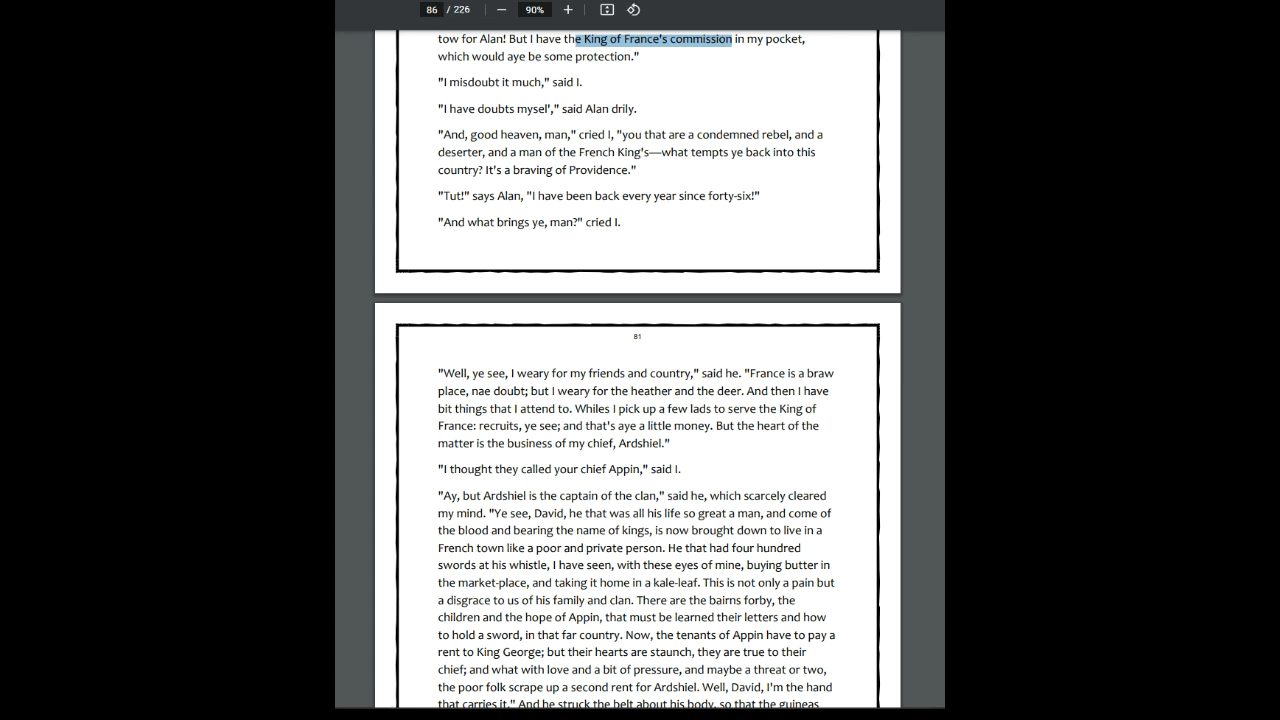 86 / 226
90%
tow for Alan! But I have the King of France's commission in my pocket,
which would aye be some protection."
"I misdoubt it much," said I.
"I have doubts mysel'," said Alan drily.
"And, good heaven, man," cried I, "you that are a condemned rebel, and a
deserter, and a man of the French King's—what tempts ye back into this
country? It's a braving of Providence."
"Tut!" says Alan, "I have been back every year since forty-six!"
"And what brings ye, man?" cried I.
81
"Well, ye see, I weary for my friends and country," said he. "France is a braw
place, nae doubt; but I weary for the heather and the deer. And then I have
bit things that I attend to. Whiles I pick up a few lads to serve the King of
France: recruits, ye see; and that's aye a little money. But the heart of the
matter is the business of my chief, Ardshiel."
"I thought they called your chief Appin," said I.
"Ay, but Ardshiel is the captain of the clan," said he, which scarcely cleared
my mind. "Ye see, David, he that was all his life so great a man, and come of
the blood and bearing the name of kings, is now brought down to live in a
French town like a poor and private person. He that had four hundred
swords at his whistle, I have seen, with these eyes of mine, buying butter in
the market-place, and taking it home in a kale-leaf. This is not only a pain but
a disgrace to us of his family and clan. There are the bairns forby, the
children and the hope of Appin, that must be learned their letters and how
to hold a sword, in that far country. Now, the tenants of Appin have to pay a
rent to King George; but their hearts are staunch, they are true to their
chief; and what with love and a bit of pressure, and maybe a threat or two,
the poor folk scrape up a second rent for Ardshiel. Well, David, I'm the hand
that carries it." And he struck the belt about his body, so that the guineas